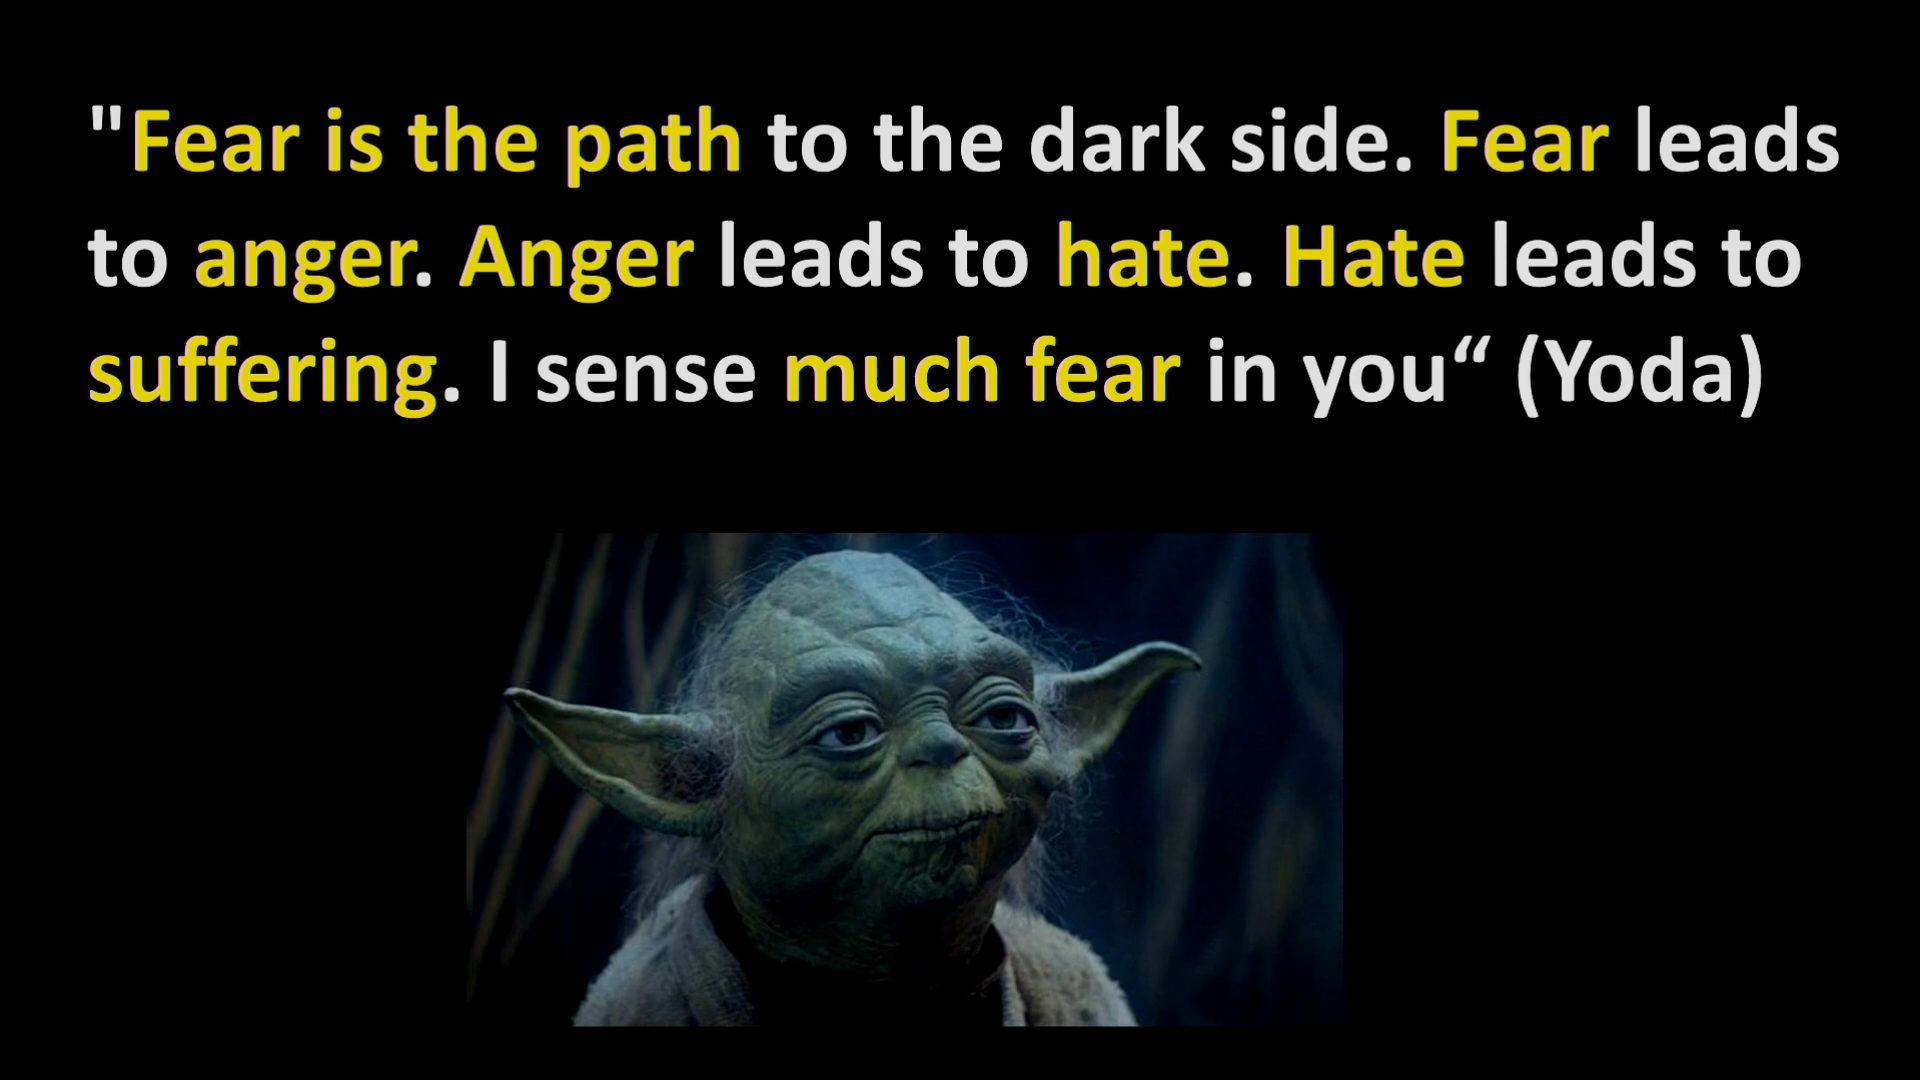 "Fear is the path to the dark side. Fear leads
to anger. Anger leads to hate. Hate leads to
suffering. I sense much fear in you“ (Yoda)